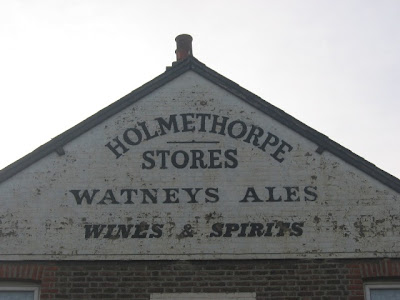 HOLMETHORPE
STORES
WATNEYS ALES
WINES & SPIRITS